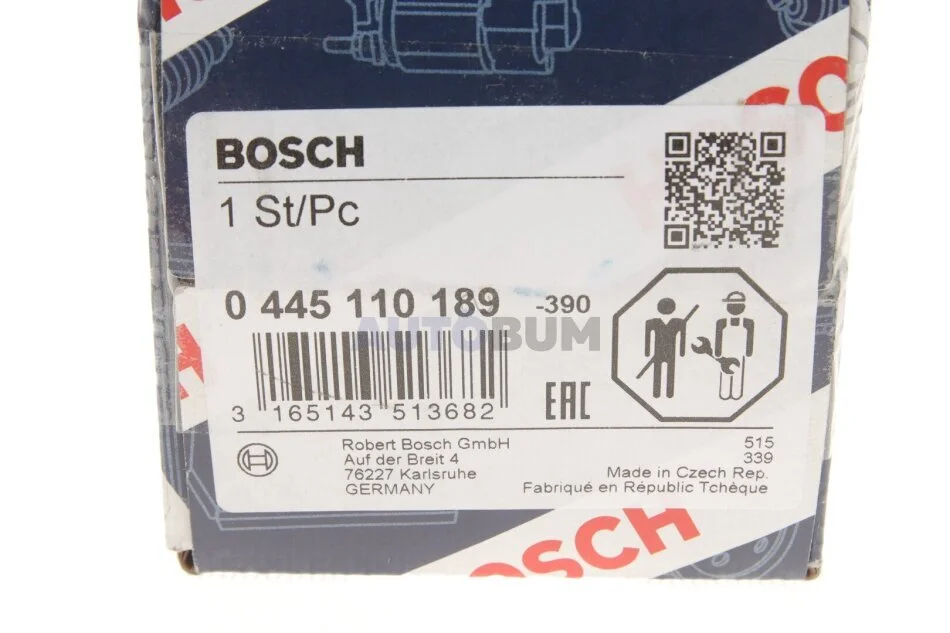 BOSCH
BOSCH
1 St/Pc
0 445 110 189 -390
AUTOBUM
3 165143 513682
EAC
Robert Bosch GmbH
Auf der Breit 4
76227 Karlsruhe
GERMANY
515
339
Made in Czech Rep.
Fabriqué en Républic Tchèque
BOSCH